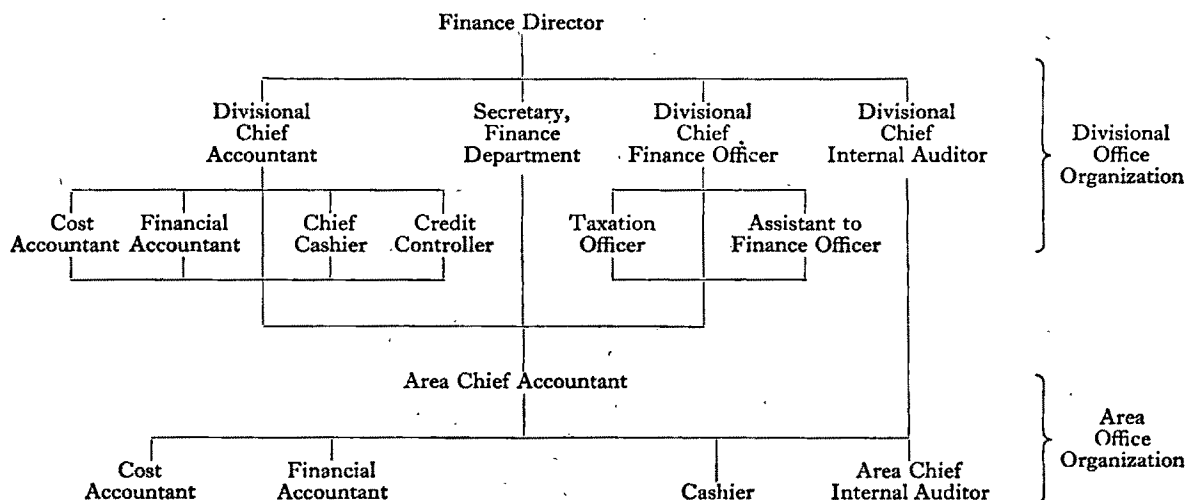 Finance Director
Divisional
Chief
Accountant
Secretary,
Finance
Department
Divisional
Chief
Finance Officer
Divisional
Chief
Internal Auditor
Divisional
Office
Organization
Cost
Accountant
Financial
Accountant
Chief
Cashier
Credit
Controller
Taxation
Officer
Assistant to
Finance Officer
Area Chief Accountant
Area
Office
Organization
Cost
Accountant
Financial
Accountant
Cashier
Area Chief
Internal Auditor